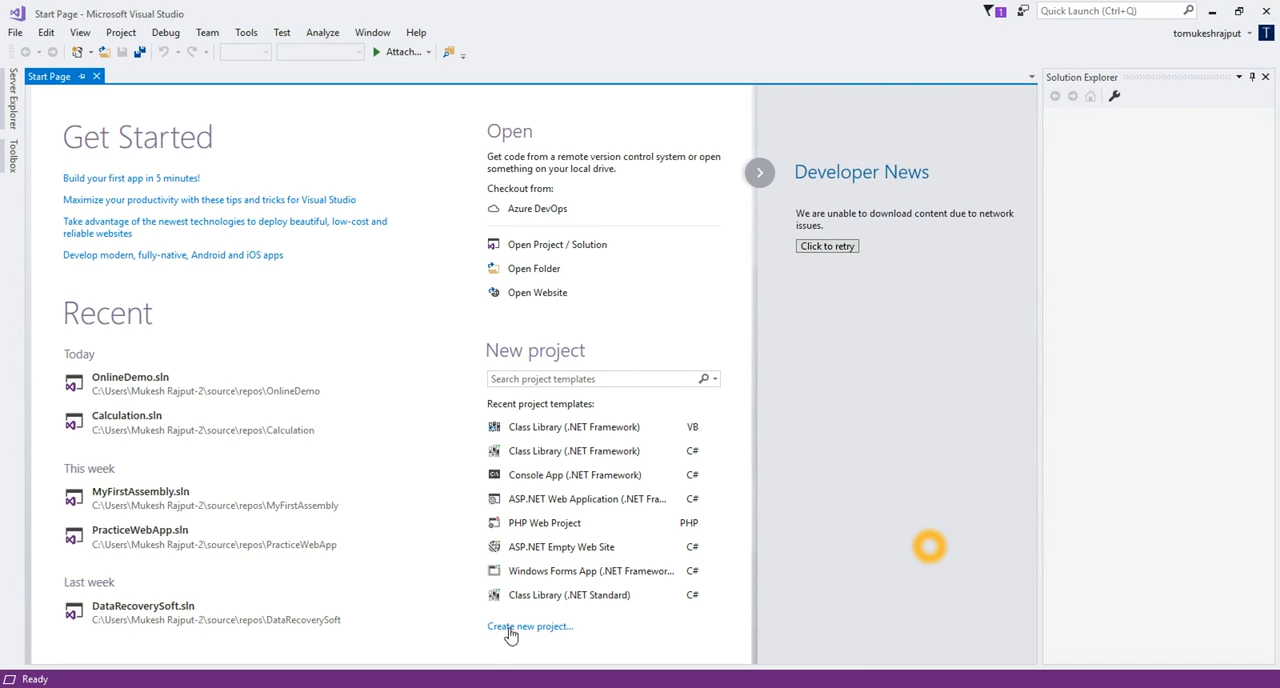 Start Page - Microsoft Visual Studio
1
Quick Launch (Ctrl+Q)
File Edit View Project Debug Team Tools Test Analyze Window Help
tomukeshrajput
T
Attach...
Server Explorer
Toolbox
Start Page
Solution Explorer
Get Started
Build your first app in 5 minutes!
Maximize your productivity with these tips and tricks for Visual Studio
Take advantage of the newest technologies to deploy beautiful, low-cost and
reliable websites
Develop modern, fully-native, Android and iOS apps
Recent
Today
OnlineDemo.sln
C:\Users\Mukesh Rajput-2\source\repos\OnlineDemo
Calculation.sln
C:\Users\Mukesh Rajput-2\source\repos\Calculation
This week
MyFirstAssembly.sln
C:\Users\Mukesh Rajput-2\source\repos\MyFirstAssembly
PracticeWebApp.sln
C:\Users\Mukesh Rajput-2\source\repos\PracticeWebApp
Last week
DataRecoverySoft.sln
C:\Users\Mukesh Rajput-2\source\repos\DataRecoverySoft
Open
Get code from a remote version control system or open
something on your local drive.
Checkout from:
Azure DevOps
Open Project / Solution
Open Folder
Open Website
New project
Search project templates
Recent project templates:
Class Library (.NET Framework) VB
Class Library (.NET Framework) C#
Console App (.NET Framework) C#
ASP.NET Web Application (.NET Fra... C#
PHP Web Project PHP
ASP.NET Empty Web Site C#
Windows Forms App (.NET Framewor... C#
Class Library (.NET Standard) C#
Create new project...
Developer News
We are unable to download content due to network
issues.
Click to retry
Ready